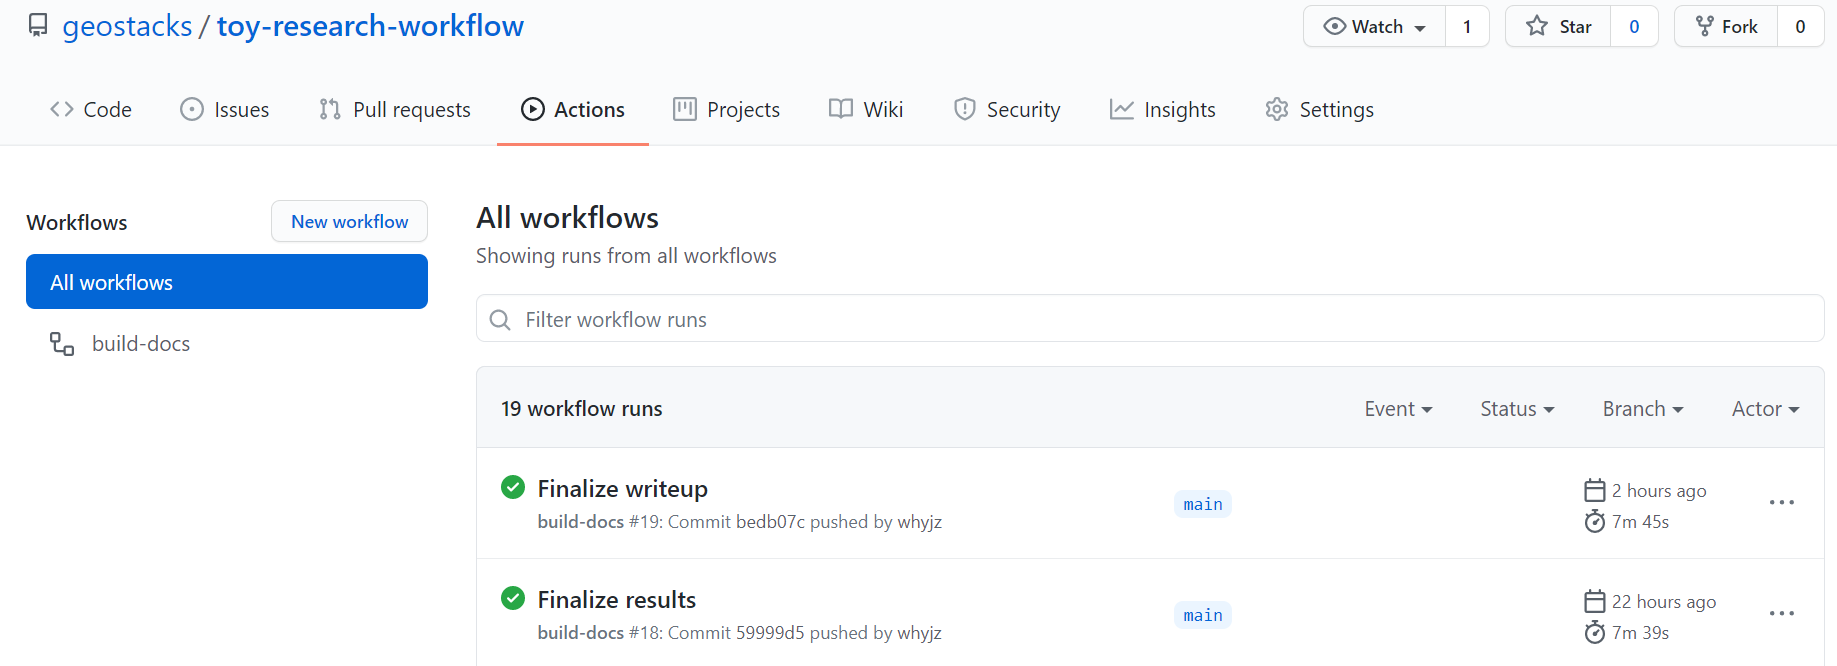 geostacks / toy-research-workflow
Watch 1 Star 0 Fork 0
Code Issues Pull requests Actions Projects Wiki Security Insights Settings
Workflows
New workflow
All workflows
build-docs
All workflows
Showing runs from all workflows
Filter workflow runs
19 workflow runs Event Status Branch Actor
Finalize writeup
build-docs #19: Commit bedb07c pushed by whyjz
main
2 hours ago
7m 45s
Finalize results
build-docs #18: Commit 59999d5 pushed by whyjz
main
22 hours ago
7m 39s